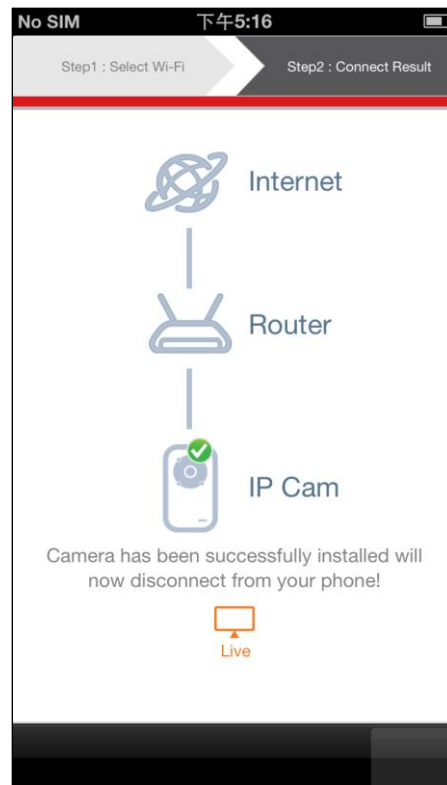 No SIM 下午5:16
Step1 : Select Wi-Fi Step2 : Connect Result
Internet
Router
IP Cam
Camera has been successfully installed will
now disconnect from your phone!
Live